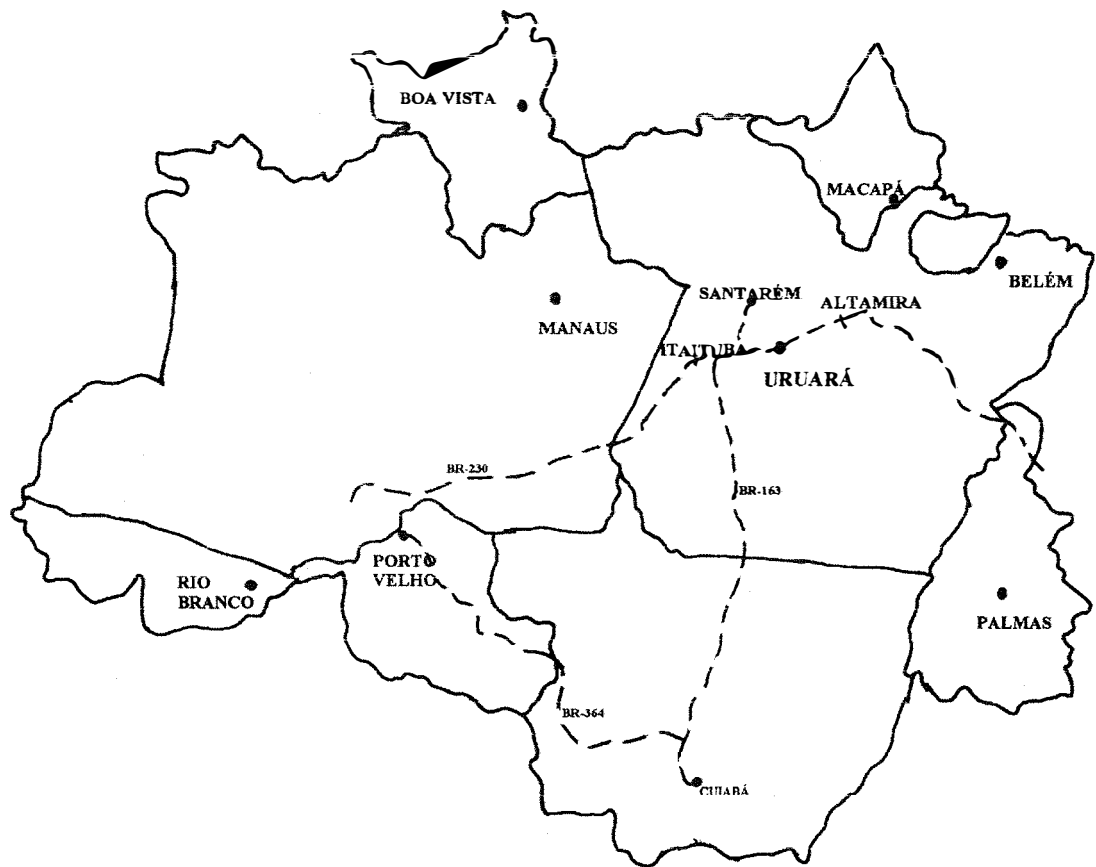 BOA VISTA
MACAPÁ
BELÉM
SANTARÉM
ALTAMIRA
MANAUS
ITAITUBA
URUARÁ
BR-230
BR-163
PORTO
VELHO
RIO
BRANCO
PALMAS
BR-364
CUIABÁ